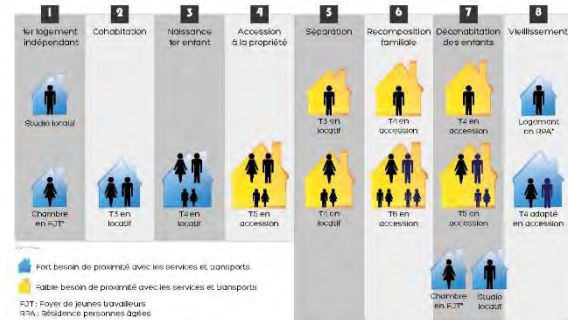 1
1er logement
indépendant
2
Cohabitation
3
Naissance
1er enfant
4
Accession
à la propriété
5
Séparation
6
Recomposition
familiale
7
Décohabitation
des enfants
8
Vieillissement
Studio locatif
T3 en
locatif
T4 en
accession
T4 en
accession
Logement
en RPA*
Chambre
en FJT*
T3 en
locatif
T4 en
locatif
T5 en
accession
T4 en
locatif
T6 en
accession
T5 en
accession
T4 adapté
en accession
Chambre
en FJT*
Studio
locatif
Fort besoin de proximité avec les services et transports
Faible besoin de proximité avec les services et transports
FJT : Foyer de jeunes travailleurs
RPA : Résidence personnes âgées